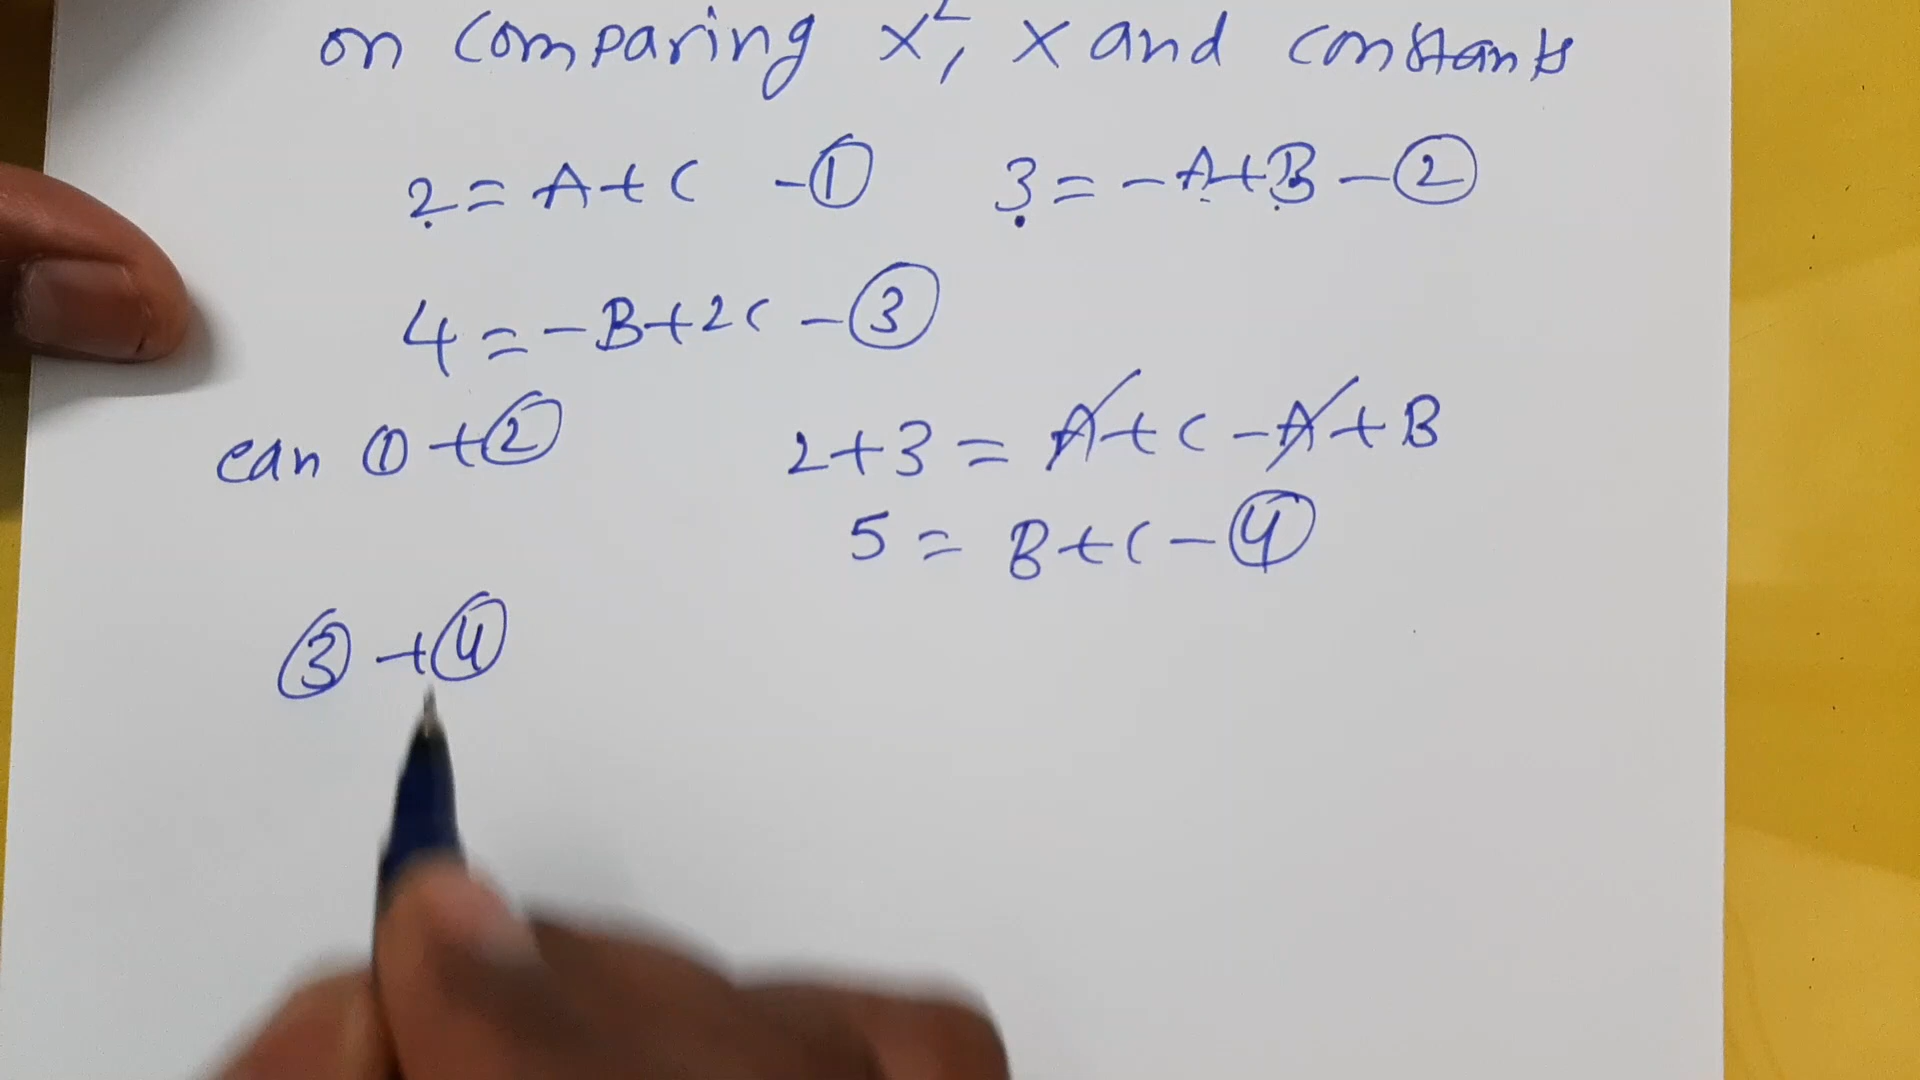 on comparing x², x and constants
2 = A + C - ① 3 = -A + B - ②
4 = -B + 2C - ③
ean ① + ② 2 + 3 = A + C - A + B
5 = B + C - ④
③ + ④